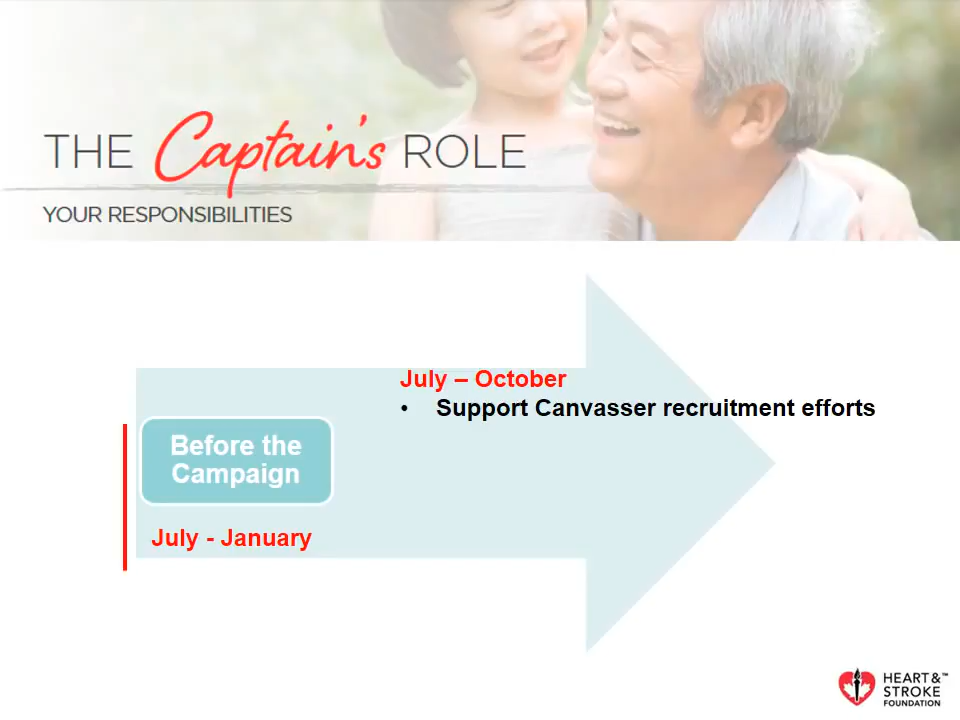 THE Captain's ROLE
YOUR RESPONSIBILITIES
July – October
• Support Canvasser recruitment efforts
Before the
Campaign
July - January
HEART &™
STROKE
FOUNDATION